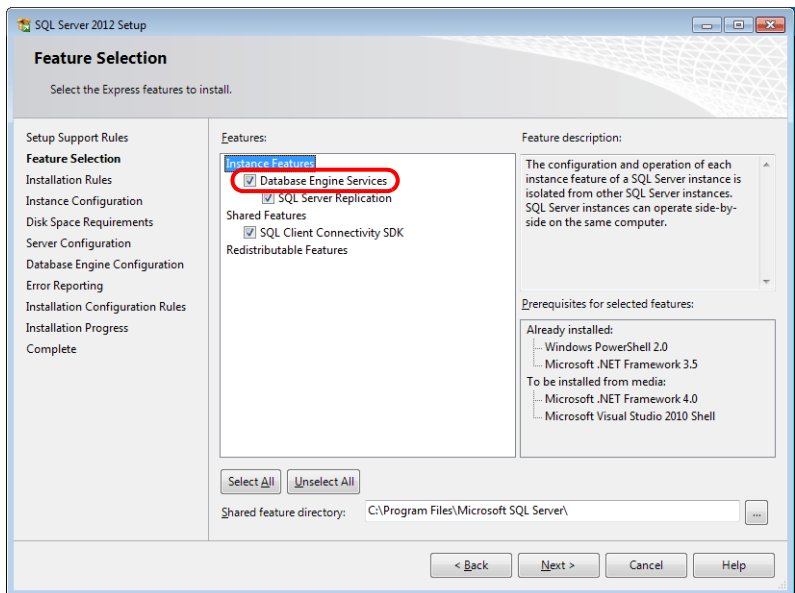 SQL Server 2012 Setup
Feature Selection
Select the Express features to install.
Setup Support Rules
Feature Selection
Installation Rules
Instance Configuration
Disk Space Requirements
Server Configuration
Database Engine Configuration
Error Reporting
Installation Configuration Rules
Installation Progress
Complete
Features:
Instance Features
Database Engine Services
SQL Server Replication
Shared Features
SQL Client Connectivity SDK
Redistributable Features
Feature description:
The configuration and operation of each
instance feature of a SQL Server instance is
isolated from other SQL Server instances.
SQL Server instances can operate side-by-
side on the same computer.
Prerequisites for selected features:
Already installed:
Windows PowerShell 2.0
Microsoft .NET Framework 3.5
To be installed from media:
Microsoft .NET Framework 4.0
Microsoft Visual Studio 2010 Shell
Select All
Unselect All
Shared feature directory:
C:\Program Files\Microsoft SQL Server\
...
< Back
Next >
Cancel
Help